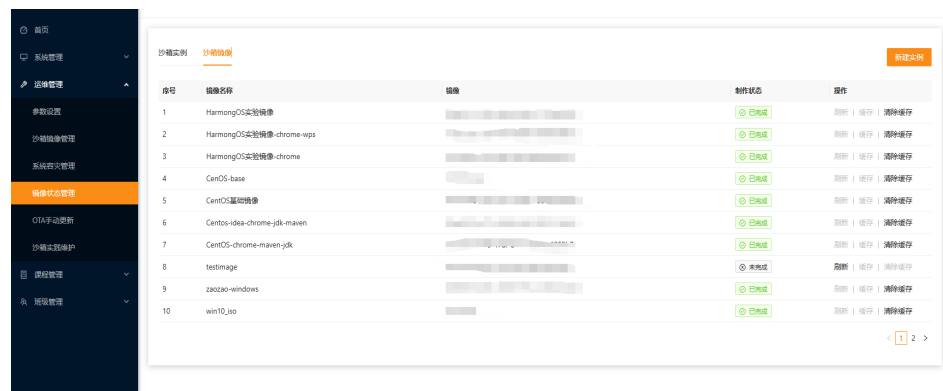 首页
系统管理
运维管理
参数设置
沙箱镜像管理
系统容灾管理
镜像状态管理
OTA手动更新
沙箱实践维护
课程管理
班级管理
沙箱实例 沙箱镜像
新建实例
序号 镜像名称 镜像 制作状态 操作
1 HarmongOS实验镜像 已完成 刷新 | 缓存 | 清除缓存
2 HarmongOS实验镜像-chrome-wps 已完成 刷新 | 缓存 | 清除缓存
3 HarmongOS实验镜像-chrome 已完成 刷新 | 缓存 | 清除缓存
4 CenOS-base 已完成 刷新 | 缓存 | 清除缓存
5 CentOS基础镜像 已完成 刷新 | 缓存 | 清除缓存
6 Centos-idea-chrome-jdk-maven 已完成 刷新 | 缓存 | 清除缓存
7 CentOS-chrome-maven-jdk 已完成 刷新 | 缓存 | 清除缓存
8 testimage 未完成 刷新 | 缓存 | 清除缓存
9 zaozao-windows 已完成 刷新 | 缓存 | 清除缓存
10 win10_iso 已完成 刷新 | 缓存 | 清除缓存
< 1 2 >